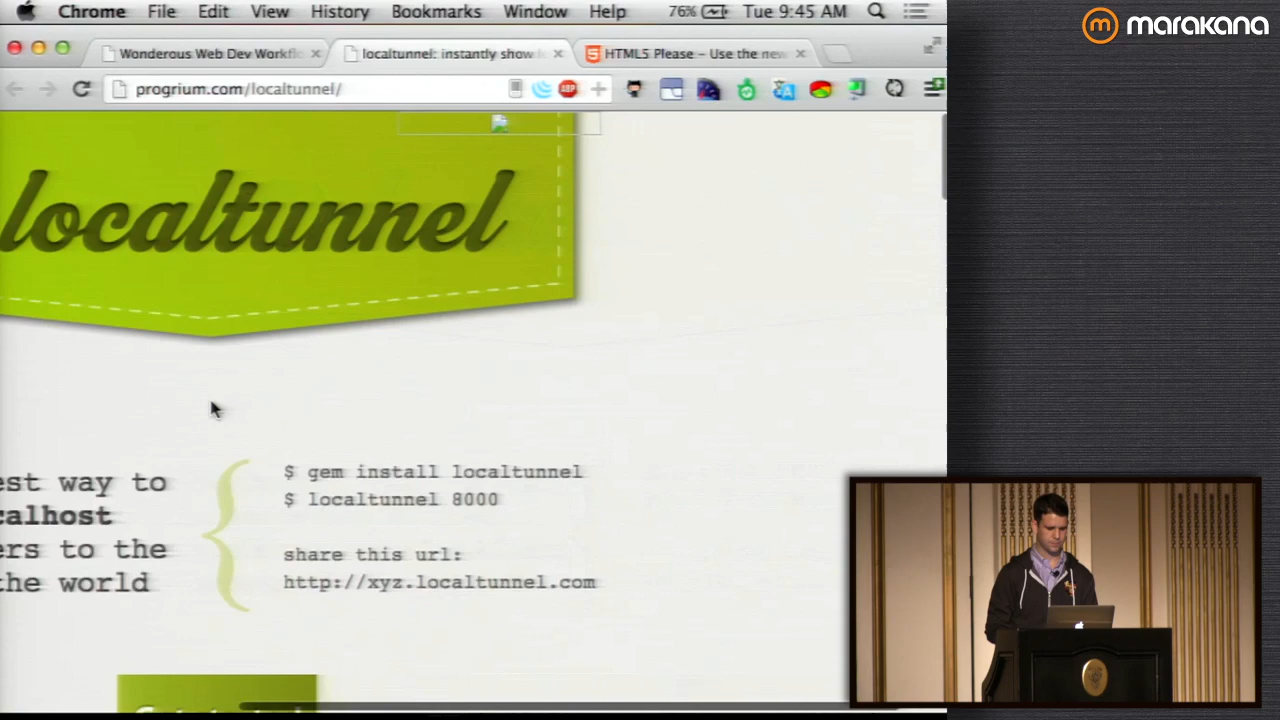 Chrome File Edit View History Bookmarks Window Help 76% Tue 9:45 AM
marakana
Wonderous Web Dev Workfl
localtunnel: instantly show
HTML5 Please - Use the new
progrium.com/localtunnel/
ABP
localtunnel
$ gem install localtunnel
$ localtunnel 8000
est way to
calhost
ers to the
the world
share this url:
http://xyz.localtunnel.com